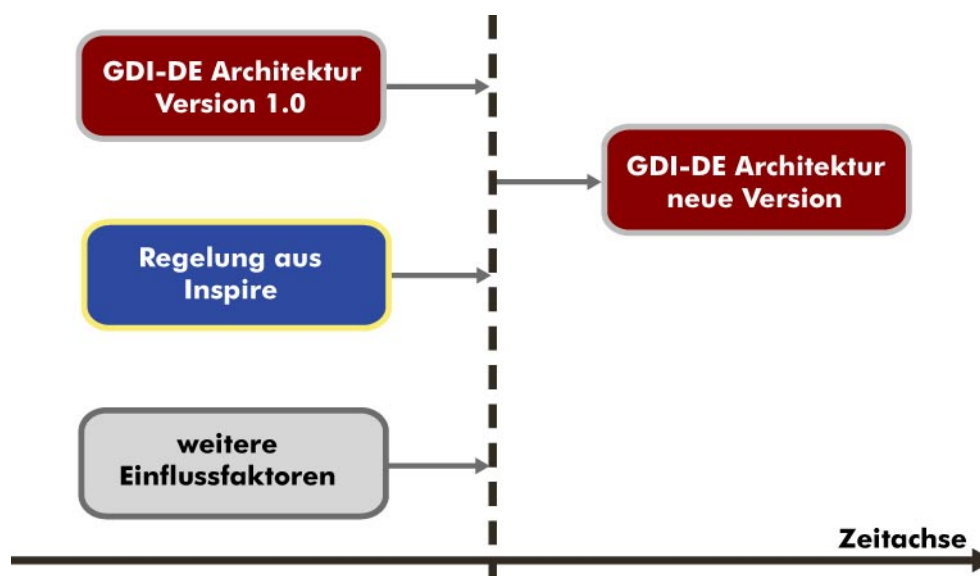 GDI-DE Architektur
Version 1.0
GDI-DE Architektur
neue Version
Regelung aus
Inspire
weitere
Einflussfaktoren
Zeitachse